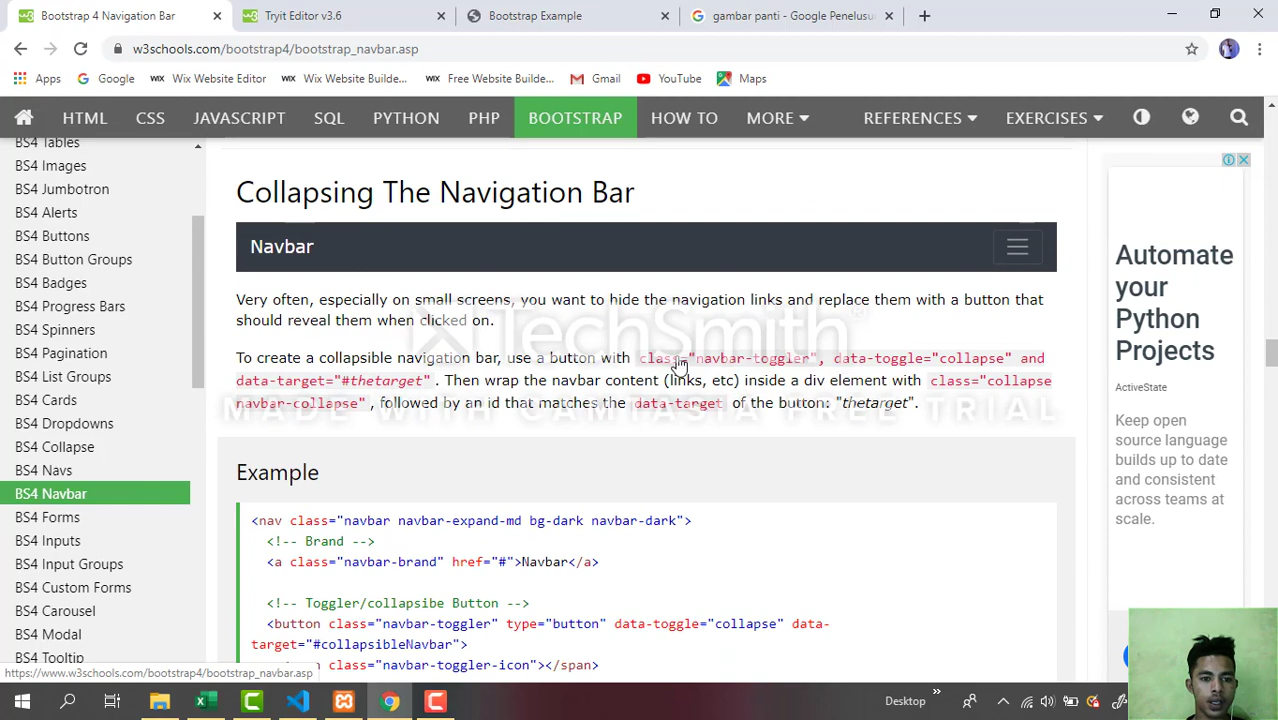 Bootstrap 4 Navigation Bar
Tryit Editor v3.6
Bootstrap Example
gambar panti - Google Penelusu
w3schools.com/bootstrap4/bootstrap_navbar.asp
Apps
Google
WIX Wix Website Editor
WIX Wix Website Builde...
WIX Free Website Builde...
Gmail
YouTube
Maps
HTML
CSS
JAVASCRIPT
SQL
PYTHON
PHP
BOOTSTRAP
HOW TO
MORE
REFERENCES
EXERCISES
BS4 Tables
BS4 Images
BS4 Jumbotron
BS4 Alerts
BS4 Buttons
BS4 Button Groups
BS4 Badges
BS4 Progress Bars
BS4 Spinners
BS4 Pagination
BS4 List Groups
BS4 Cards
BS4 Dropdowns
BS4 Collapse
BS4 Navs
BS4 Navbar
BS4 Forms
BS4 Inputs
BS4 Input Groups
BS4 Custom Forms
BS4 Carousel
BS4 Modal
BS4 Tooltip
Collapsing The Navigation Bar
Navbar
Very often, especially on small screens, you want to hide the navigation links and replace them with a button that
should reveal them when clicked on.
To create a collapsible navigation bar, use a button with class="navbar-toggler", data-toggle="collapse" and
data-target="#thetarget". Then wrap the navbar content (links, etc) inside a div element with class="collapse
navbar-collapse", followed by an id that matches the data-target of the button: "thetarget".
TechSmith
MADE WITH CAMTASIA FREE TRIAL
Example
<nav class="navbar navbar-expand-md bg-dark navbar-dark">
<!-- Brand -->
<a class="navbar-brand" href="#">Navbar</a>
<!-- Toggler/collapsibe Button -->
<button class="navbar-toggler" type="button" data-toggle="collapse" data-
target="#collapsibleNavbar">
n class="navbar-toggler-icon"></span>
Automate
your
Python
Projects
ActiveState
Keep open
source language
builds up to date
and consistent
across teams at
scale.
https://www.w3schools.com/bootstrap4/bootstrap_navbar.asp
Desktop